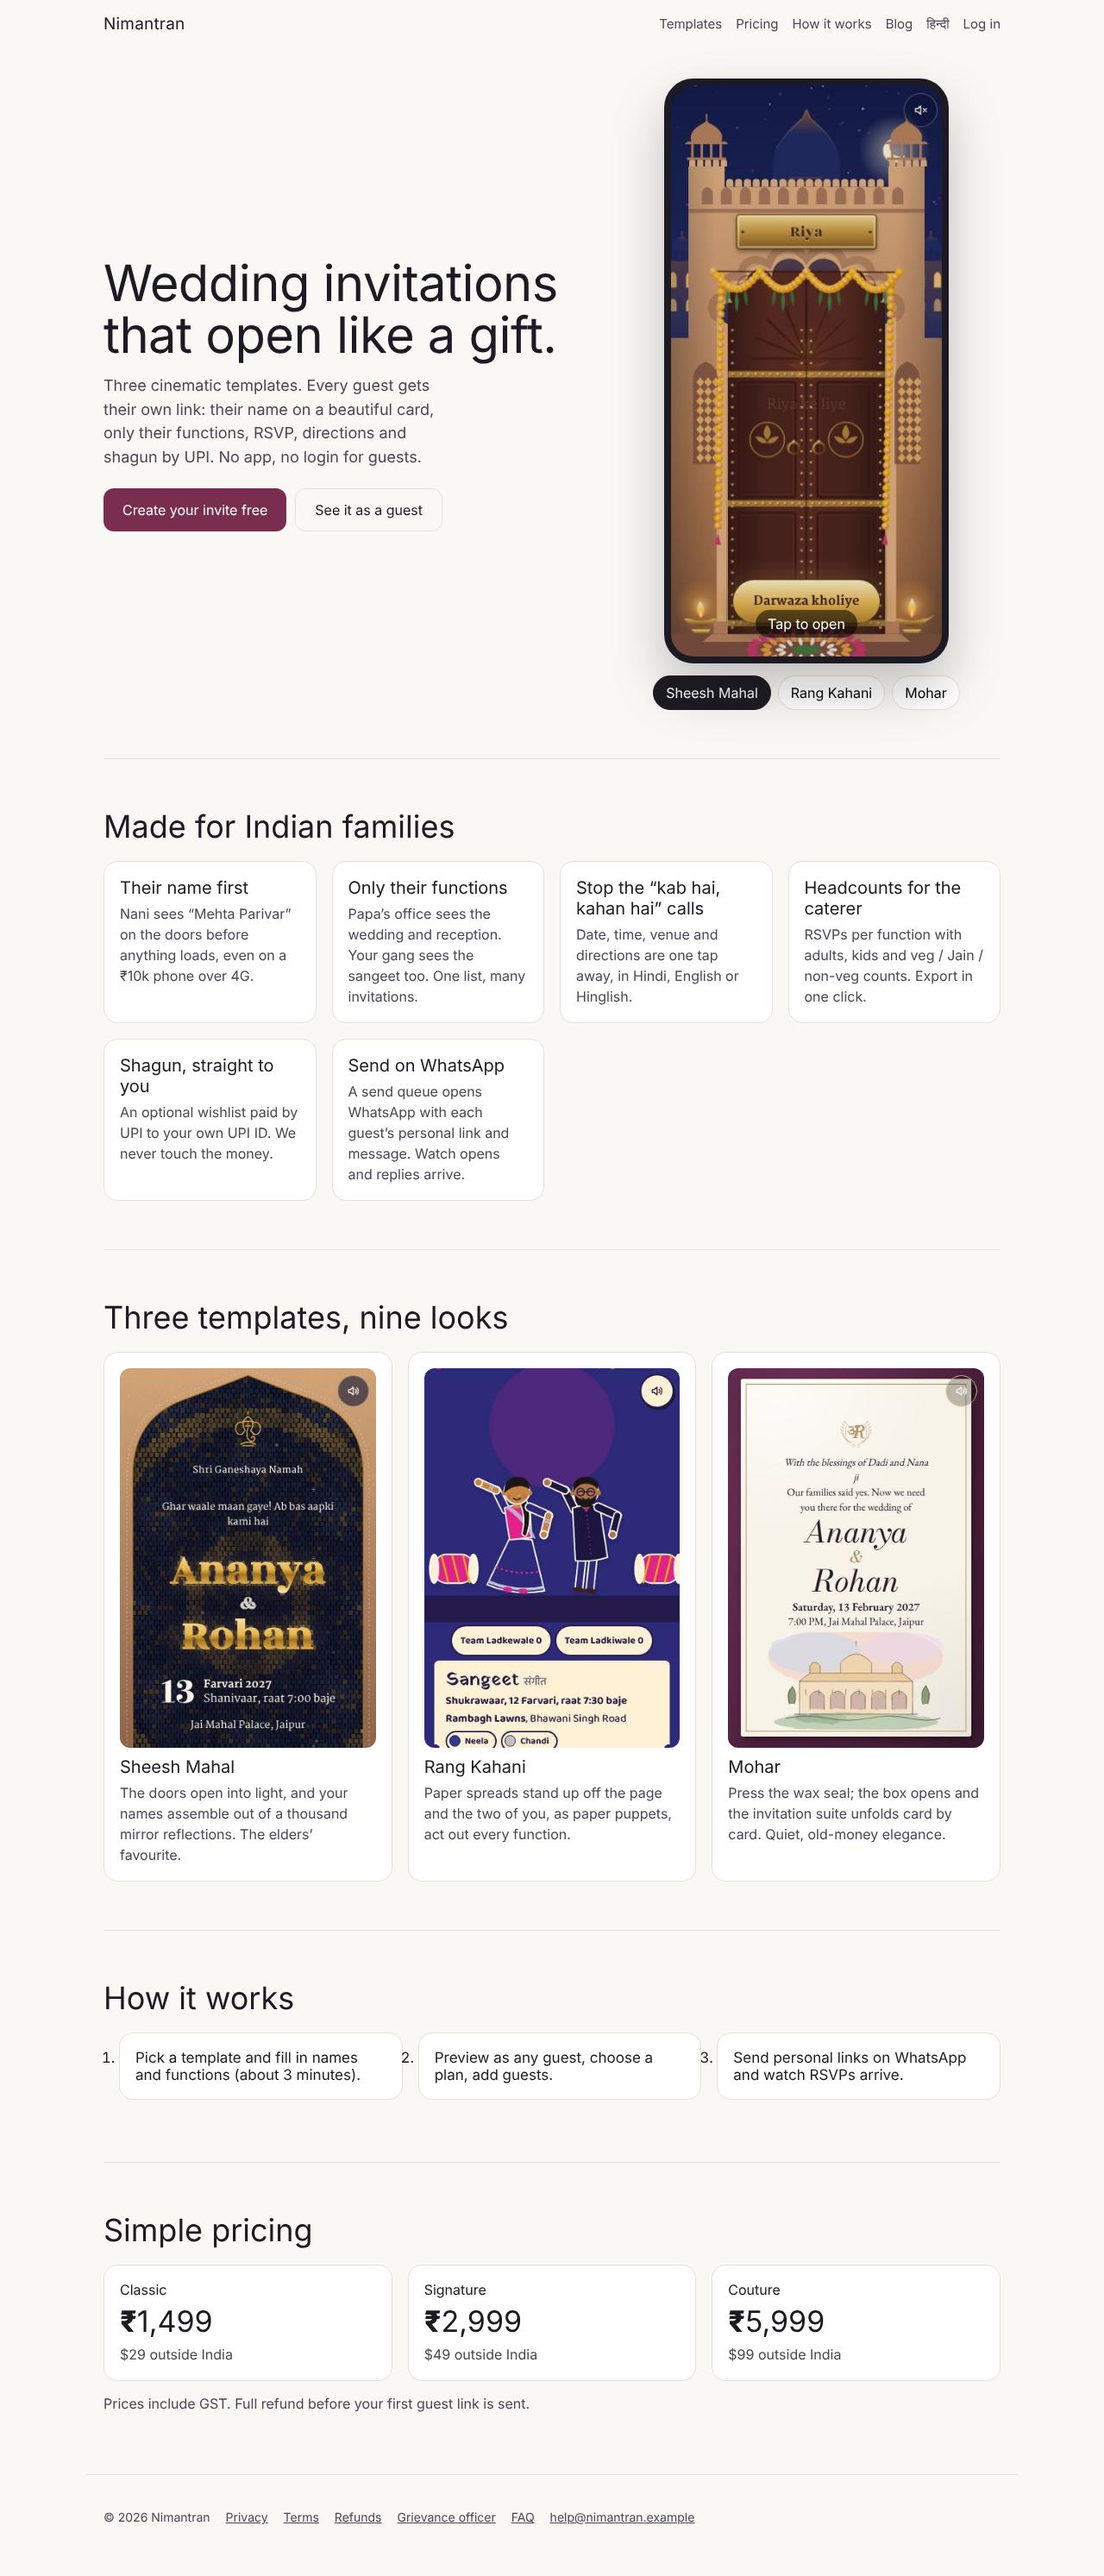 Nimantran
Templates Pricing How it works Blog हिन्दी Log in
Wedding invitations
that open like a gift.
Three cinematic templates. Every guest gets
their own link: their name on a beautiful card,
only their functions, RSVP, directions and
shagun by UPI. No app, no login for guests.
Create your invite free
See it as a guest
Riya
Riya ke liye
Darwaza kholiye
Tap to open
Sheesh Mahal
Rang Kahani
Mohar
Made for Indian families
Their name first
Nani sees “Mehta Parivar”
on the doors before
anything loads, even on a
₹10k phone over 4G.
Only their functions
Papa’s office sees the
wedding and reception.
Your gang sees the
sangeet too. One list, many
invitations.
Stop the “kab hai,
kahan hai” calls
Date, time, venue and
directions are one tap
away, in Hindi, English or
Hinglish.
Headcounts for the
caterer
RSVPs per function with
adults, kids and veg / Jain /
non-veg counts. Export in
one click.
Shagun, straight to
you
An optional wishlist paid by
UPI to your own UPI ID. We
never touch the money.
Send on WhatsApp
A send queue opens
WhatsApp with each
guest’s personal link and
message. Watch opens
and replies arrive.
Three templates, nine looks
Shri Ganeshaya Namah
Ghar waale maan gaye! Ab bas aapki
kami hai
Ananya
&
Rohan
13 Farvari 2027
Shanivaar, raat 7:00 baje
Jai Mahal Palace, Jaipur
Sheesh Mahal
The doors open into light, and your
names assemble out of a thousand
mirror reflections. The elders’
favourite.
Team Ladkewale 0
Team Ladkiwale 0
Sangeet संगीत
Shukrawaar, 12 Farvari, raat 7:30 baje
Rambagh Lawns, Bhawani Singh Road
Neela
Chandi
Rang Kahani
Paper spreads stand up off the page
and the two of you, as paper puppets,
act out every function.
With the blessings of Dadi and Nana
ji
Our families said yes. Now we need
you there for the wedding of
Ananya
&
Rohan
Saturday, 13 February 2027
7:00 PM, Jai Mahal Palace, Jaipur
Mohar
Press the wax seal; the box opens and
the invitation suite unfolds card by
card. Quiet, old-money elegance.
How it works
1. Pick a template and fill in names
and functions (about 3 minutes).
2. Preview as any guest, choose a
plan, add guests.
3. Send personal links on WhatsApp
and watch RSVPs arrive.
Simple pricing
Classic
₹1,499
$29 outside India
Signature
₹2,999
$49 outside India
Couture
₹5,999
$99 outside India
Prices include GST. Full refund before your first guest link is sent.
© 2026 Nimantran Privacy Terms Refunds Grievance officer FAQ help@nimantran.example